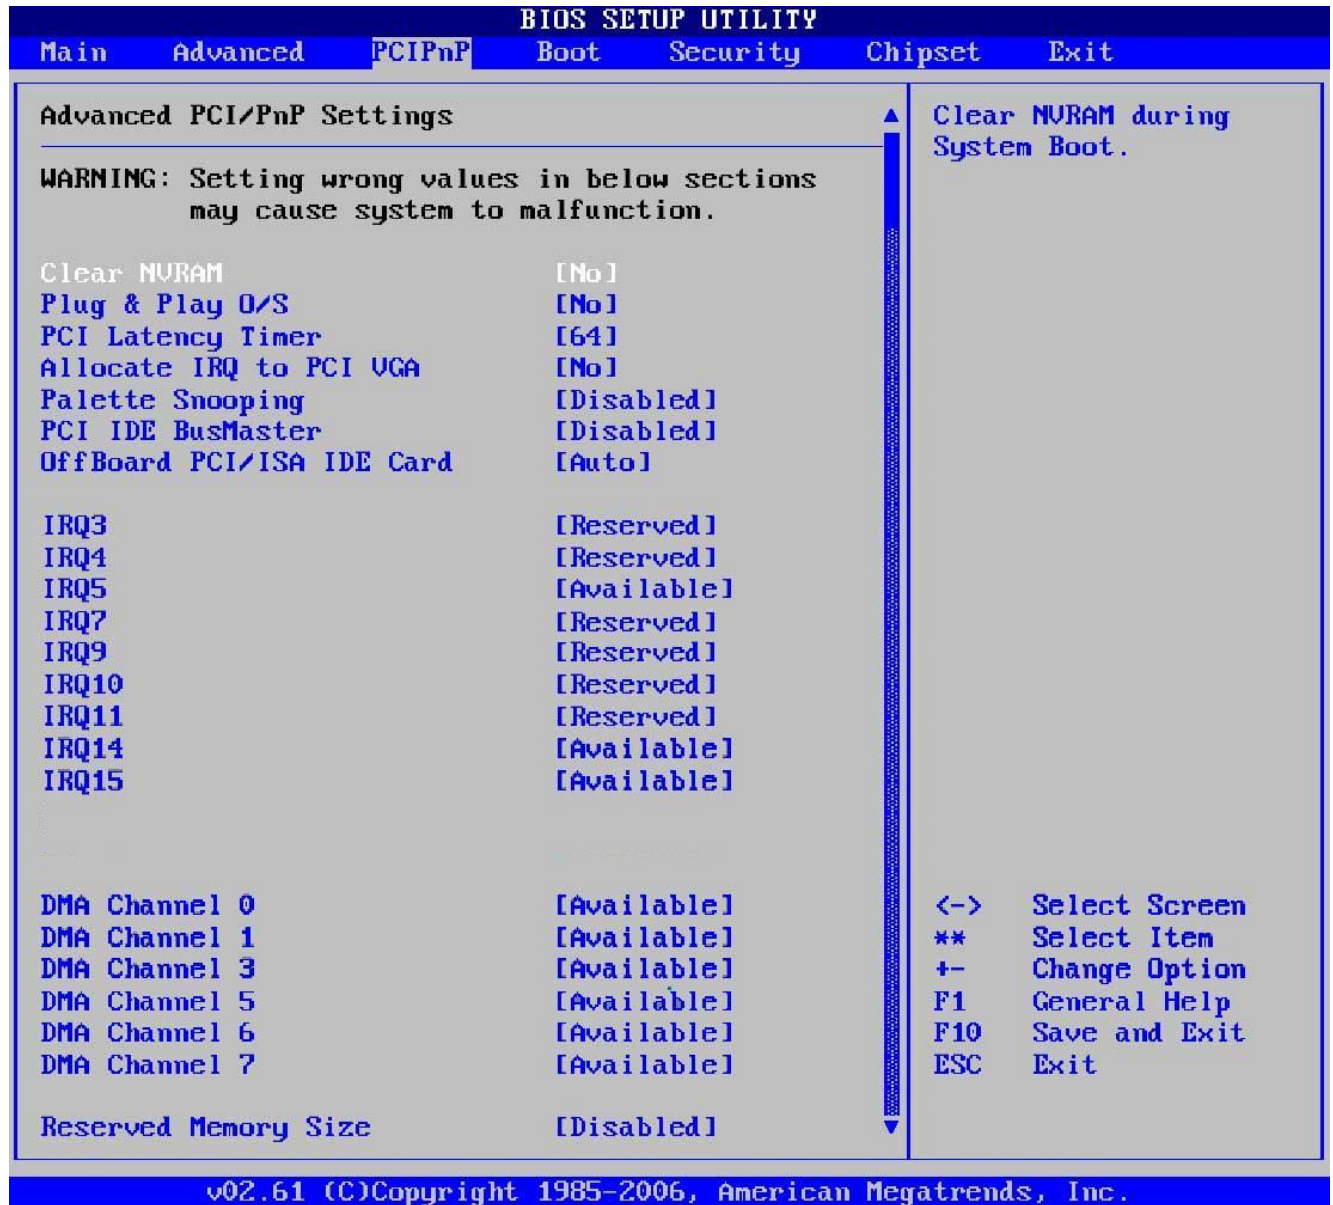 BIOS SETUP UTILITY
Main Advanced PCIPnP Boot Security Chipset Exit
Advanced PCI/PnP Settings
WARNING: Setting wrong values in below sections
may cause system to malfunction.
Clear NVRAM [No]
Plug & Play O/S [No]
PCI Latency Timer [64]
Allocate IRQ to PCI VGA [No]
Palette Snooping [Disabled]
PCI IDE BusMaster [Disabled]
OffBoard PCI/ISA IDE Card [Auto]
IRQ3 [Reserved]
IRQ4 [Reserved]
IRQ5 [Available]
IRQ7 [Reserved]
IRQ9 [Reserved]
IRQ10 [Reserved]
IRQ11 [Reserved]
IRQ14 [Available]
IRQ15 [Available]
DMA Channel 0 [Available]
DMA Channel 1 [Available]
DMA Channel 3 [Available]
DMA Channel 5 [Available]
DMA Channel 6 [Available]
DMA Channel 7 [Available]
Reserved Memory Size [Disabled]
Clear NVRAM during
System Boot.
<-> Select Screen
** Select Item
+- Change Option
F1 General Help
F10 Save and Exit
ESC Exit
v02.61 (C)Copyright 1985-2006, American Megatrends, Inc.